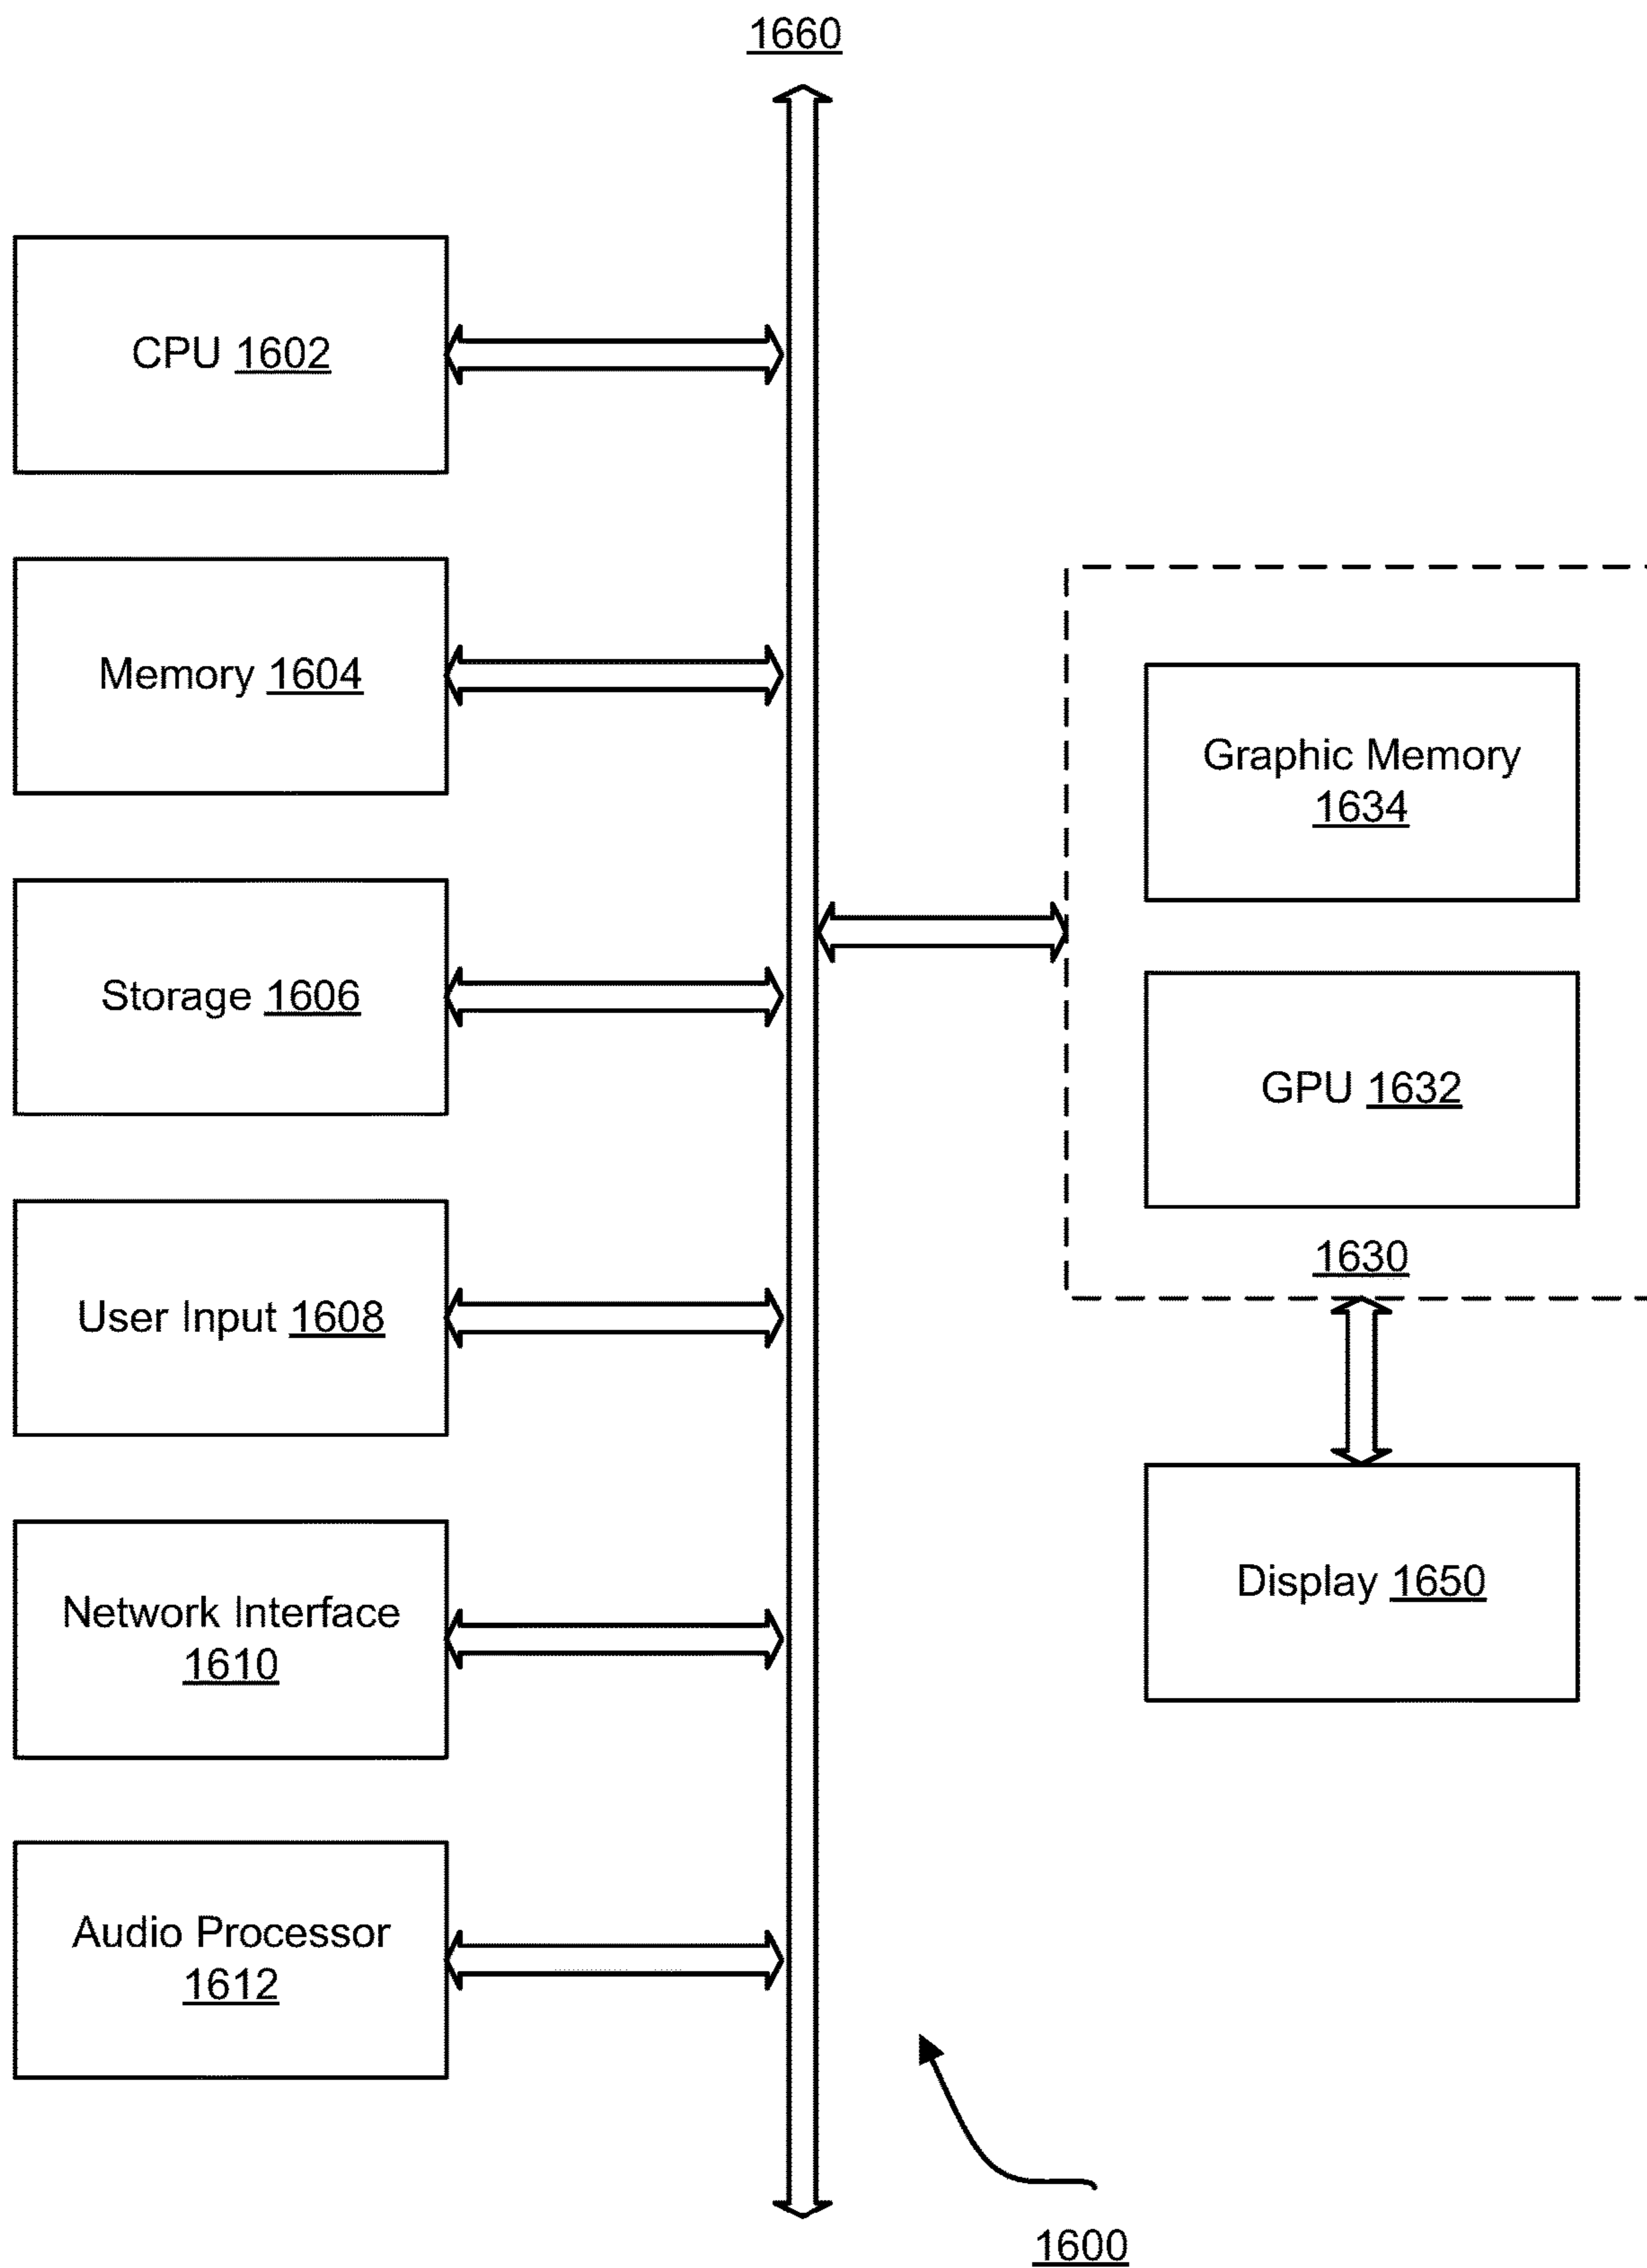 1660
CPU 1602
Memory 1604
Storage 1606
User Input 1608
Network Interface
1610
Audio Processor
1612
Graphic Memory
1634
GPU 1632
1630
Display 1650
1600